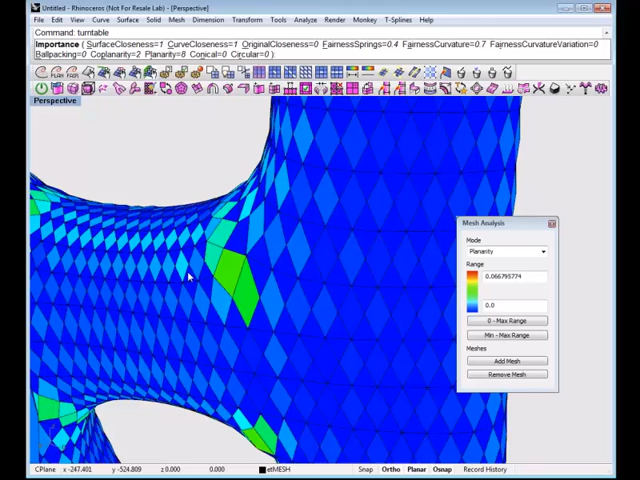 Untitled - Rhinoceros (Not For Resale Lab) - [Perspective]
File Edit View Curve Surface Solid Mesh Dimension Transform Tools Analyze Render Monkey T-Splines Help
Command: turntable
Importance ( SurfaceCloseness=1 CurveCloseness=1 OriginalCloseness=0 FairnessSprings=0.4 FairnessCurvature=0.7 FairnessCurvatureVariation=0
Ballpacking=0 Coplanarity=2 Planarity=8 Conical=0 Circular=0 ):
Perspective
Mesh Analysis
Mode
Planarity
Range
0.066795774
0.0
0 - Max Range
Min - Max Range
Meshes
Add Mesh
Remove Mesh
CPlane x -247.401 y -524.809 z 0.000 0.000 etMESH Snap Ortho Planar Osnap Record History